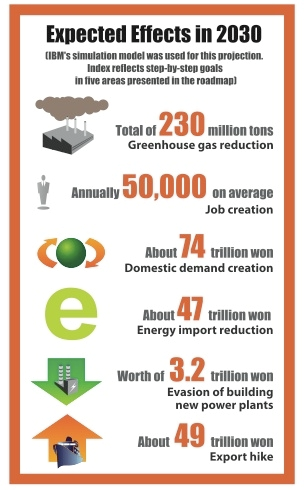 Expected Effects in 2030
(IBM's simulation model was used for this projection.
Index reflects step-by-step goals
in five areas presented in the roadmap)
Total of 230 million tons
Greenhouse gas reduction
Annually 50,000 on average
Job creation
About 74 trillion won
Domestic demand creation
e
About 47 trillion won
Energy import reduction
Worth of 3.2 trillion won
Evasion of building
new power plants
About 49 trillion won
Export hike